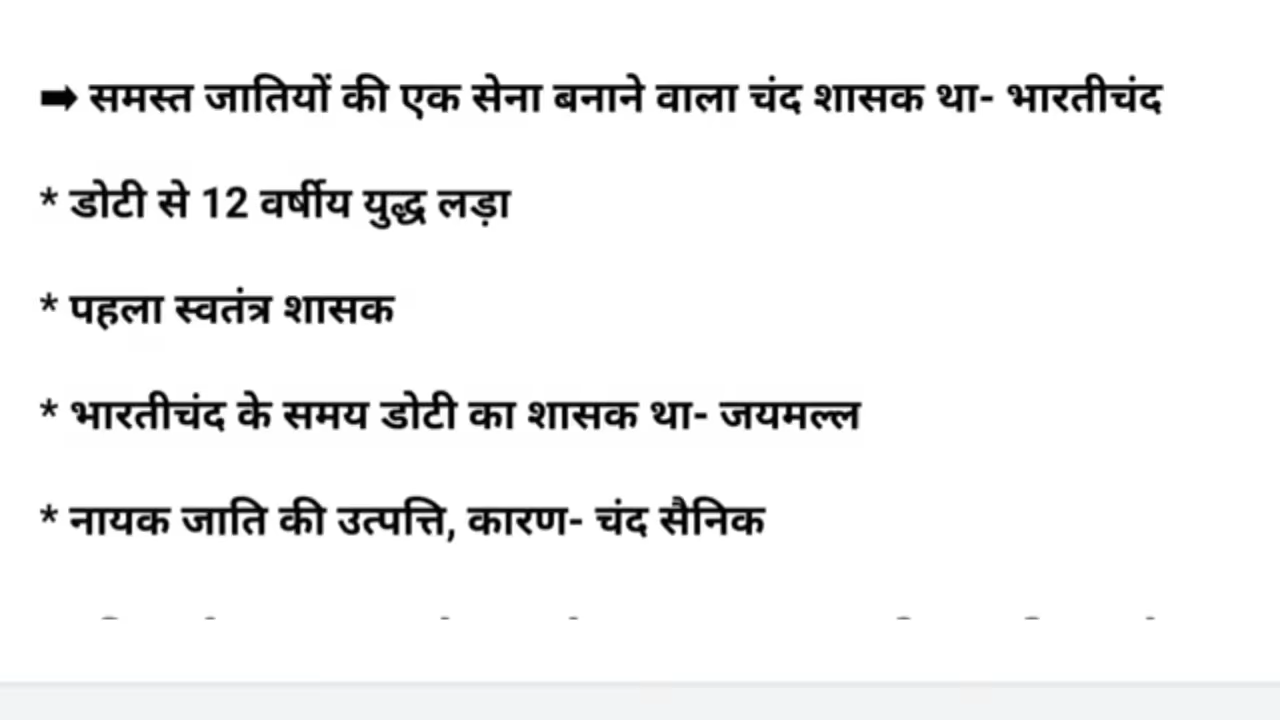 ➡ समस्त जातियों की एक सेना बनाने वाला चंद शासक था- भारतीचंद
* डोटी से 12 वर्षीय युद्ध लड़ा
* पहला स्वतंत्र शासक
* भारतीचंद के समय डोटी का शासक था- जयमल्ल
* नायक जाति की उत्पत्ति, कारण- चंद सैनिक